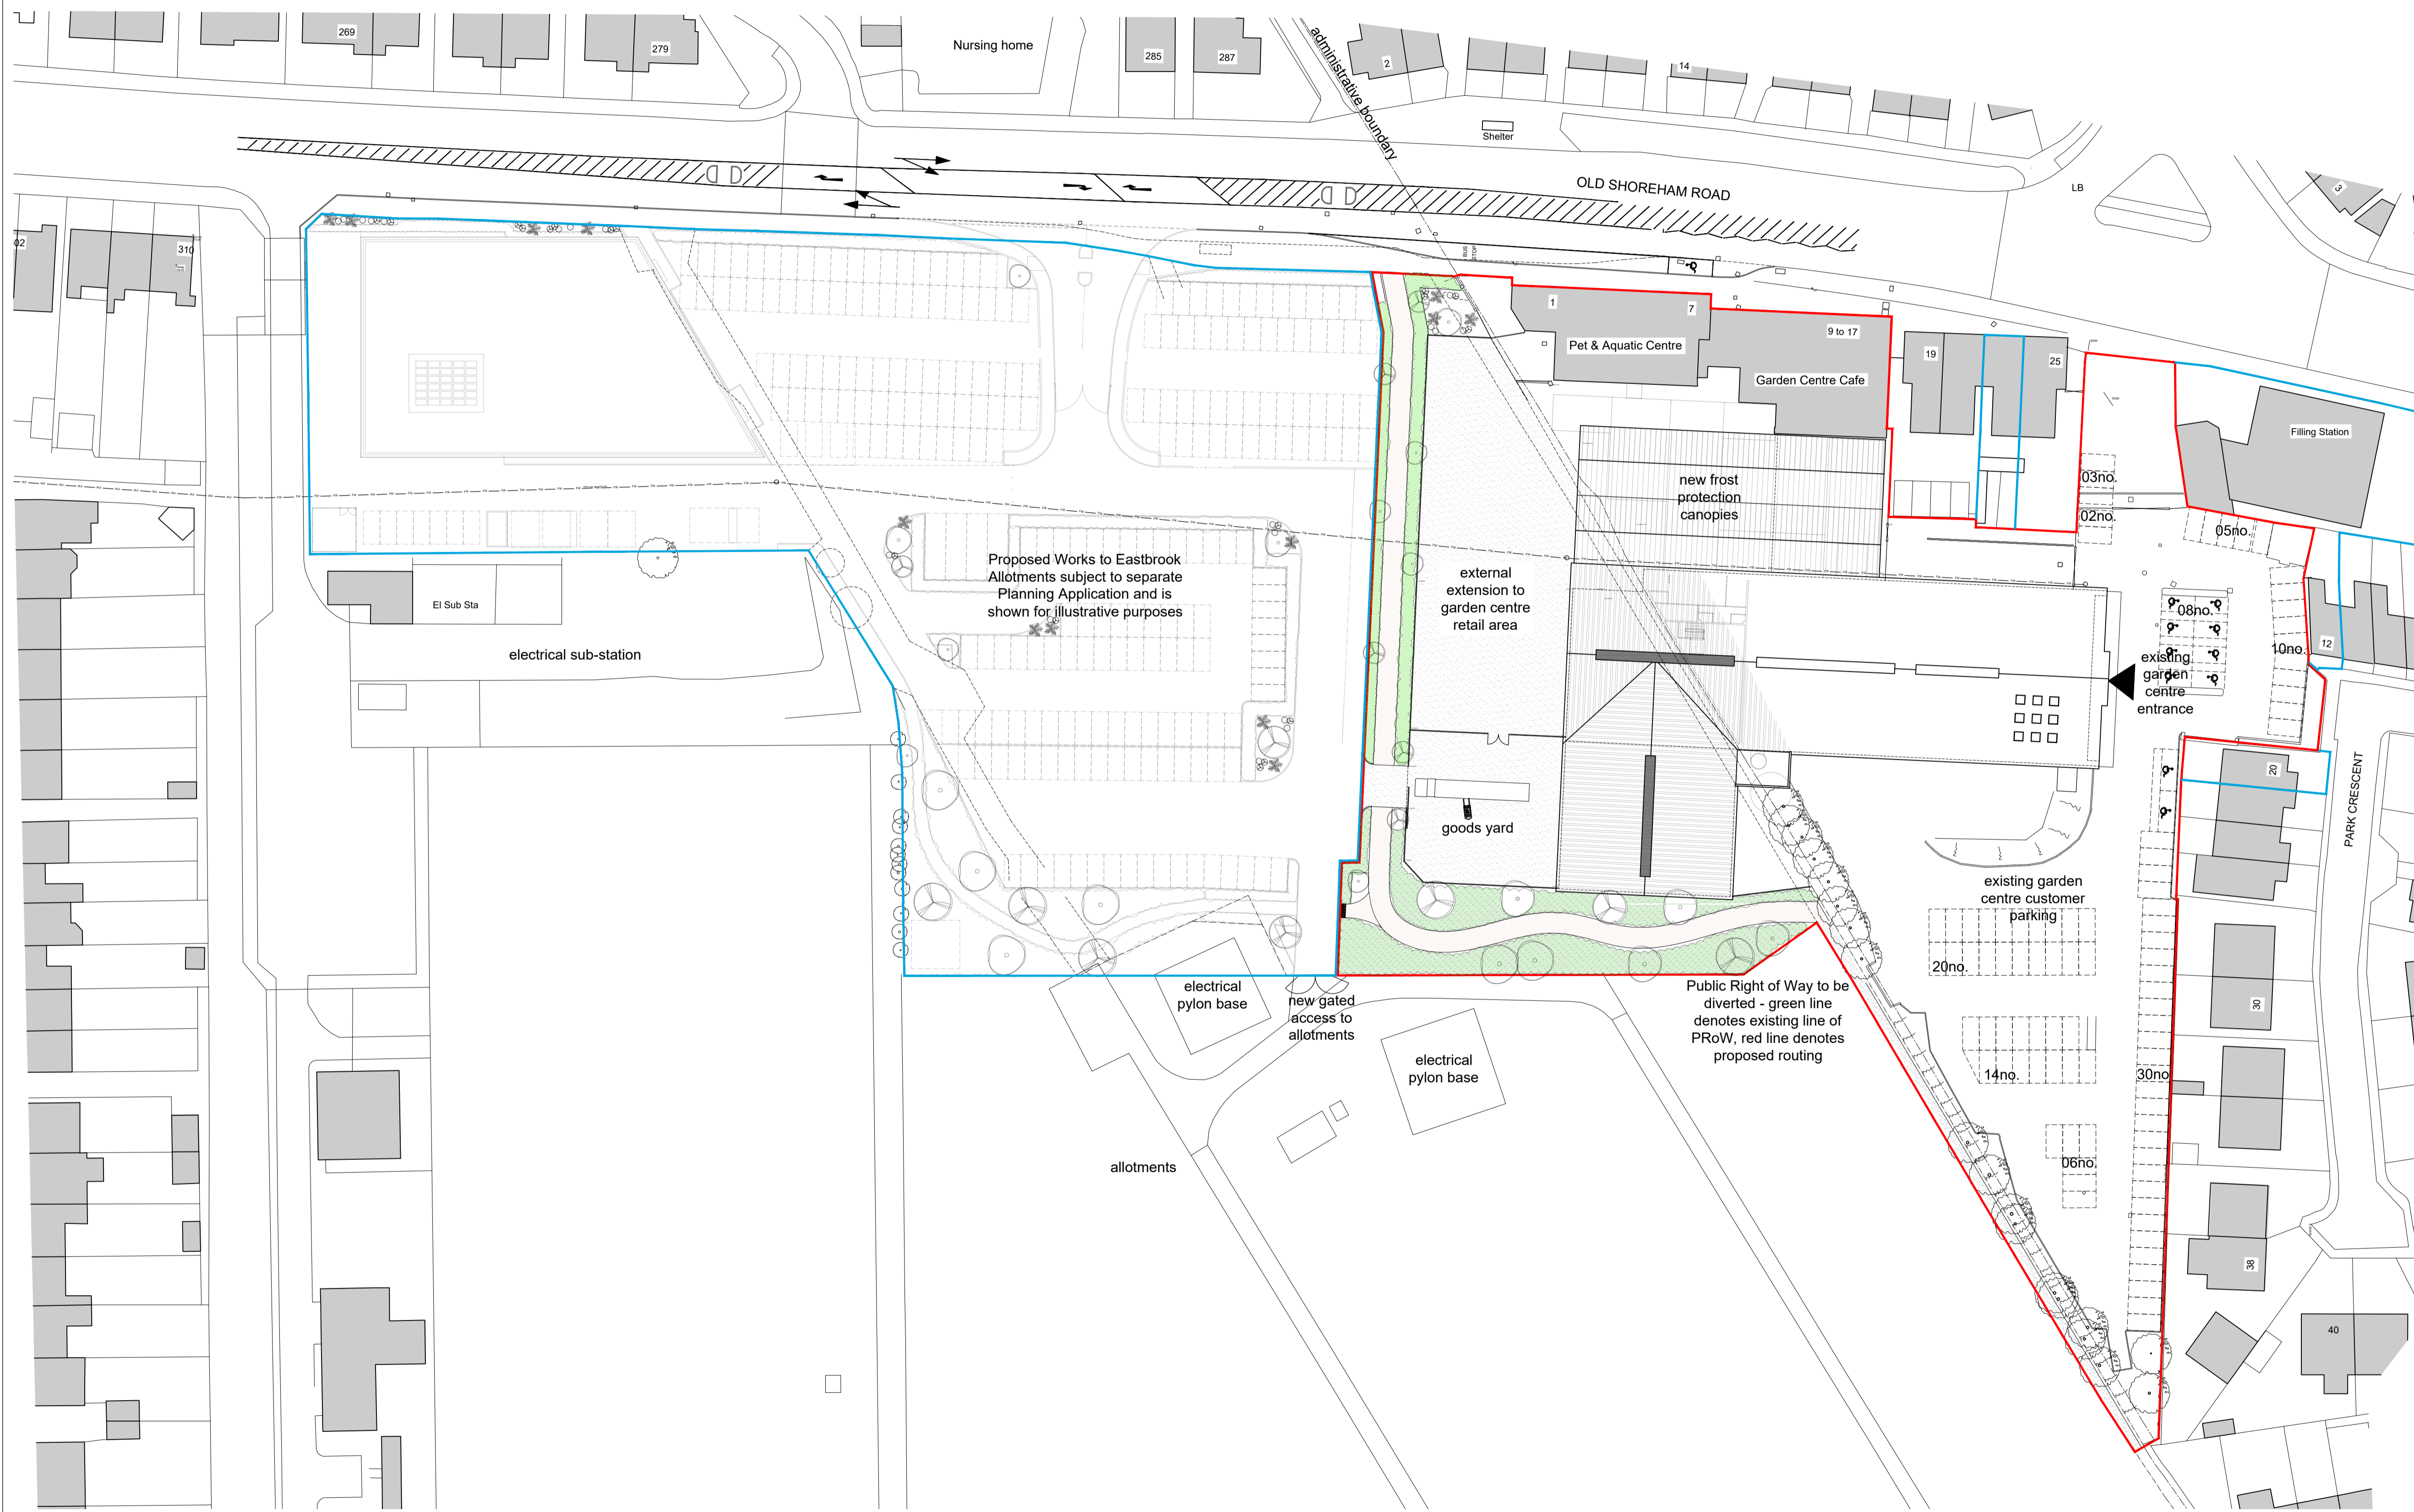 269
279
Nursing home
285
287
administrative boundary
2
14
Shelter
OLD SHOREHAM ROAD
LB
3
02
310
BUS
STOP
1
7
Pet & Aquatic Centre
9 to 17
Garden Centre Cafe
19
25
Filling Station
new frost
protection
canopies
03no.
02no.
05no.
Proposed Works to Eastbrook
Allotments subject to separate
Planning Application and is
shown for illustrative purposes
external
extension to
garden centre
retail area
El Sub Sta
electrical sub-station
08no.
10no.
12
existing
garden
centre
entrance
20
PARK CRESCENT
goods yard
existing garden
centre customer
parking
20no.
electrical
pylon base
new gated
access to
allotments
Public Right of Way to be
diverted - green line
denotes existing line of
PRoW, red line denotes
proposed routing
30
electrical
pylon base
14no.
30no
allotments
06no.
38
40